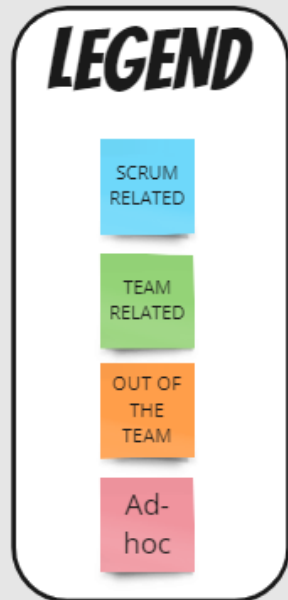 LEGEND
SCRUM
RELATED
TEAM
RELATED
OUT OF
THE
TEAM
Ad-
hoc